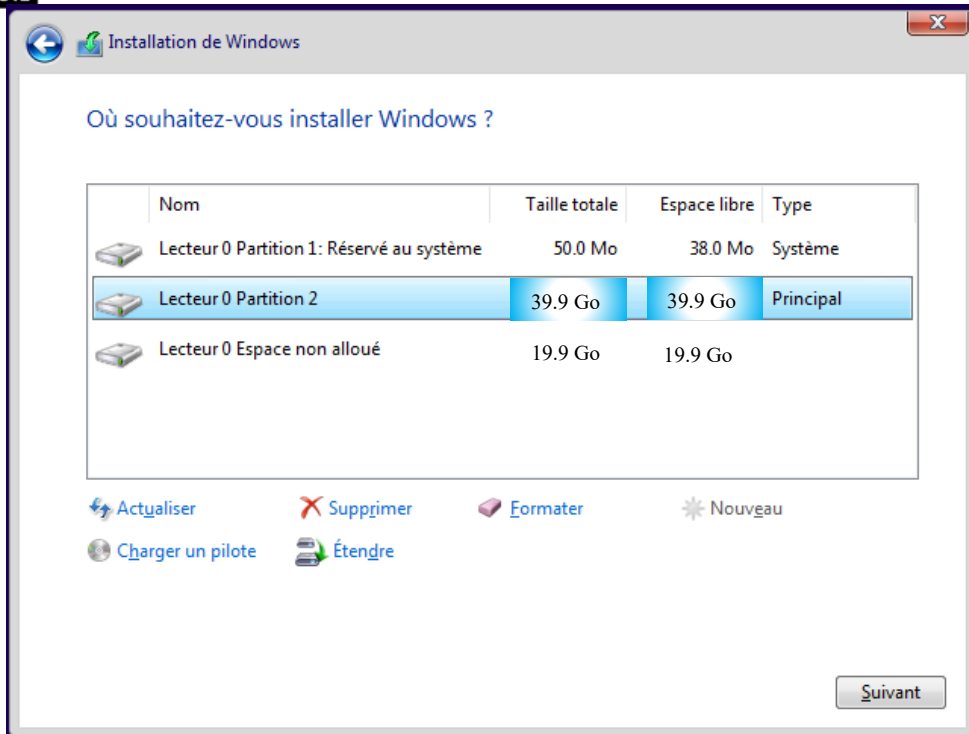 Installation de Windows
Où souhaitez-vous installer Windows ?
Nom Taille totale Espace libre Type
Lecteur 0 Partition 1: Réservé au système 50.0 Mo 38.0 Mo Système
Lecteur 0 Partition 2 39.9 Go 39.9 Go Principal
Lecteur 0 Espace non alloué 19.9 Go 19.9 Go
Actualiser Supprimer Formater Nouveau
Charger un pilote Étendre
Suivant